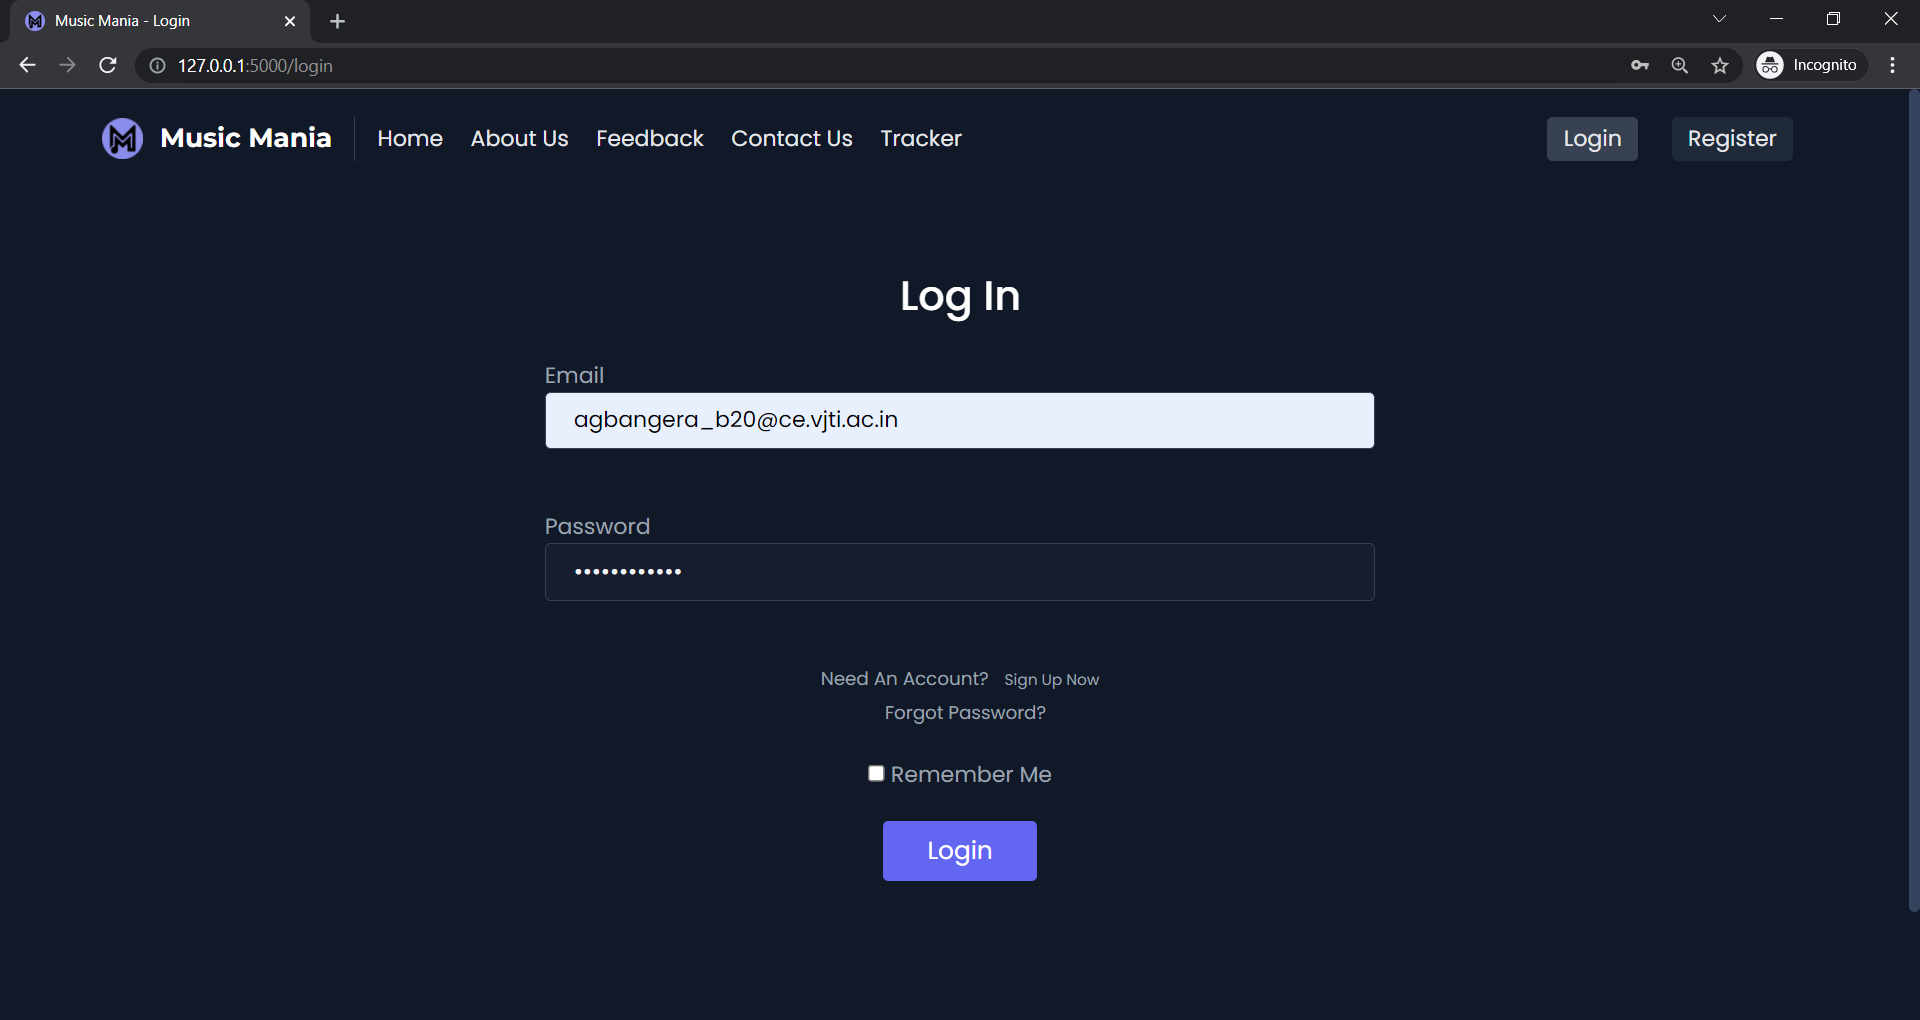 Music Mania - Login
127.0.0.1:5000/login
Incognito
Music Mania
Home
About Us
Feedback
Contact Us
Tracker
Login
Register
Log In
Email
agbangera_b20@ce.vjti.ac.in
Password
••••••••••••
Need An Account? Sign Up Now
Forgot Password?
Remember Me
Login